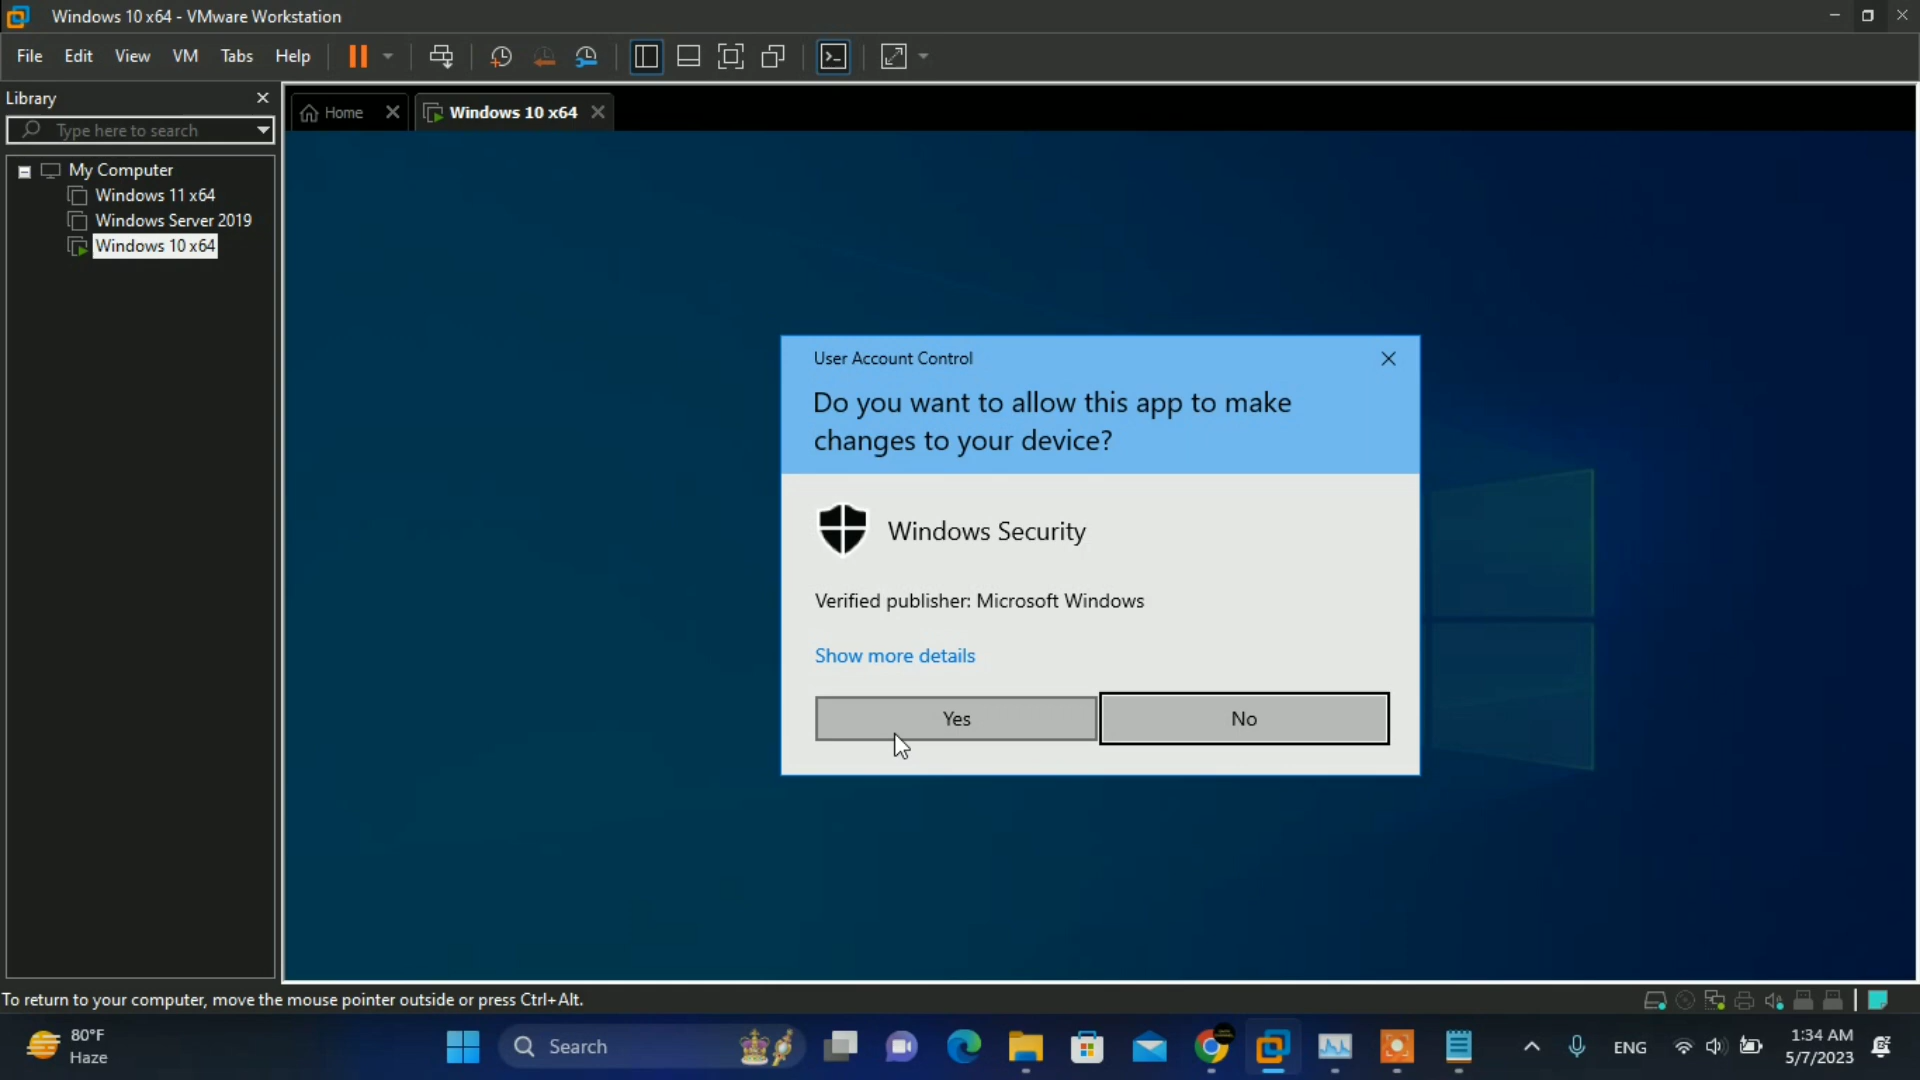 Windows 10 x64 - VMware Workstation
File Edit View VM Tabs Help
Library
Type here to search
My Computer
Windows 11 x64
Windows Server 2019
Windows 10 x64
Home
Windows 10 x64
User Account Control
Do you want to allow this app to make
changes to your device?
Windows Security
Verified publisher: Microsoft Windows
Show more details
Yes
No
To return to your computer, move the mouse pointer outside or press Ctrl+Alt.
80°F
Haze
Search
ENG
1:34 AM
5/7/2023